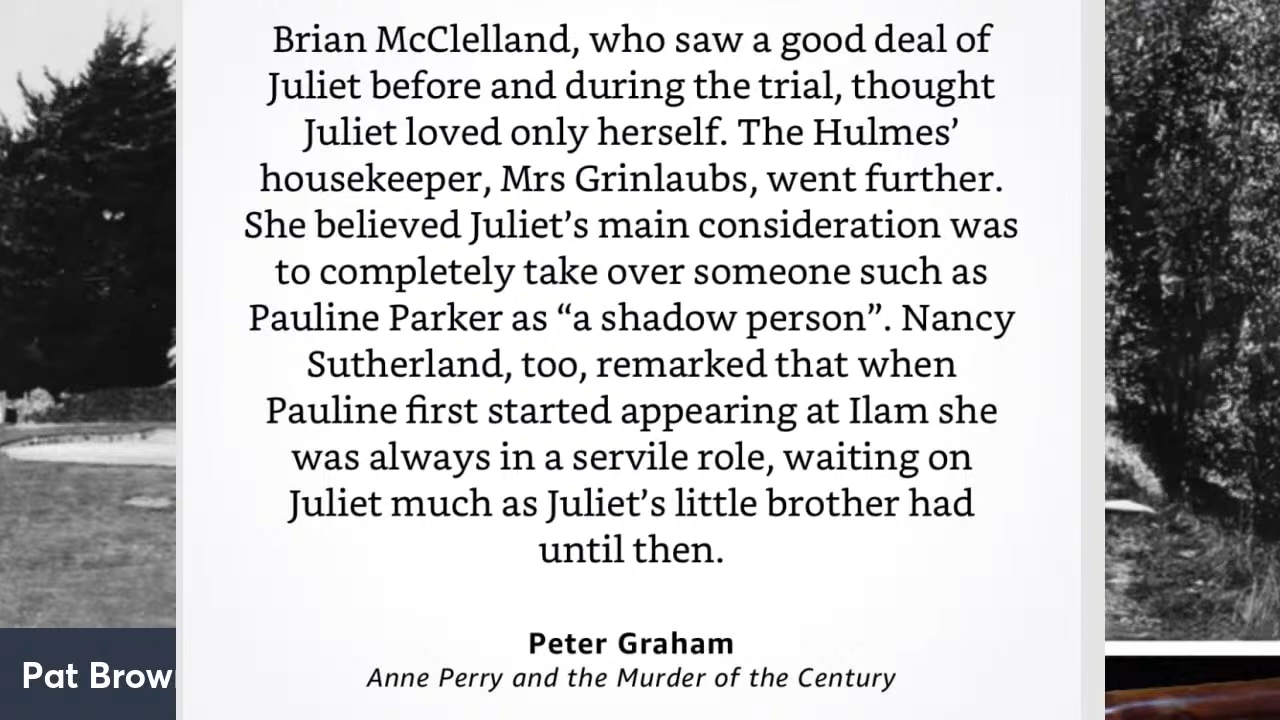 Brian McClelland, who saw a good deal of
Juliet before and during the trial, thought
Juliet loved only herself. The Hulmes’
housekeeper, Mrs Grinlaubs, went further.
She believed Juliet’s main consideration was
to completely take over someone such as
Pauline Parker as “a shadow person”. Nancy
Sutherland, too, remarked that when
Pauline first started appearing at Ilam she
was always in a servile role, waiting on
Juliet much as Juliet’s little brother had
until then.
Peter Graham
Anne Perry and the Murder of the Century
Pat Brow